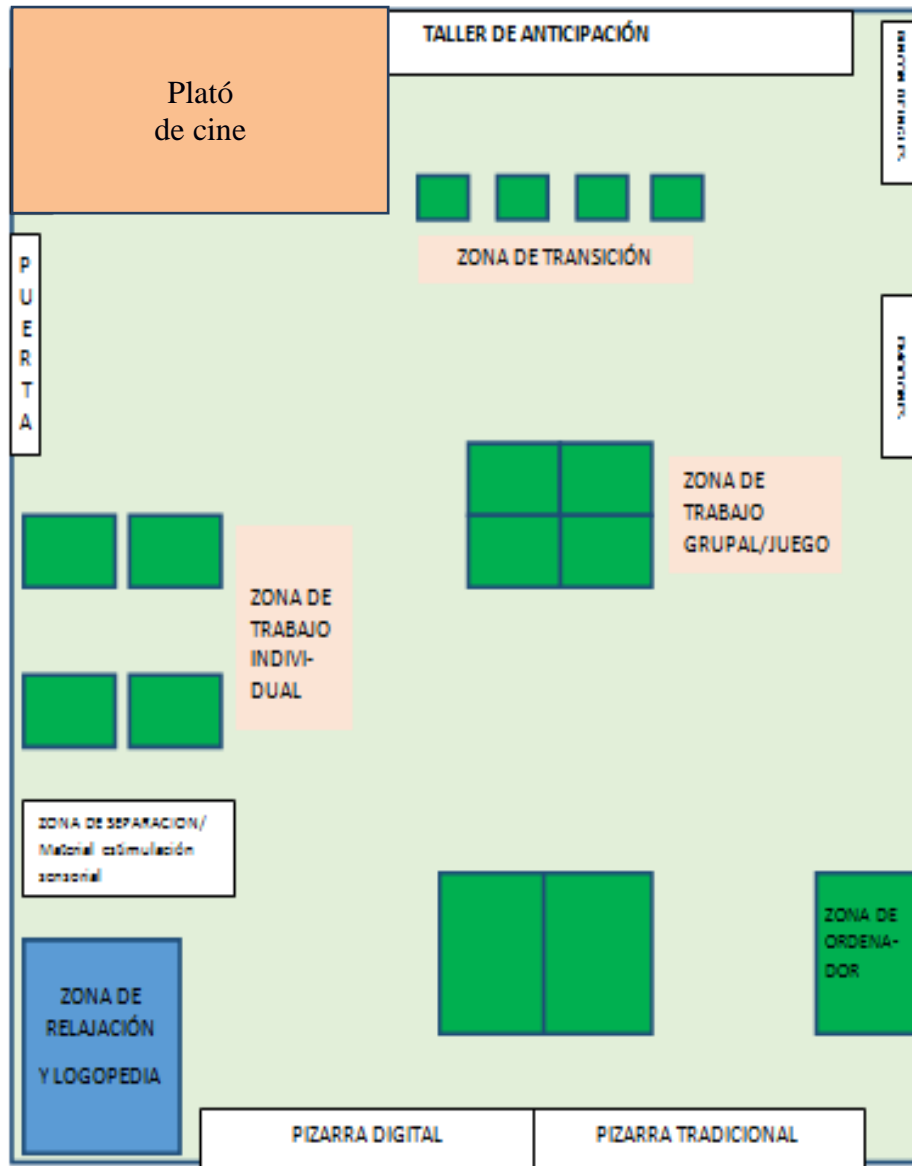 Plató
de cine
TALLER DE ANTICIPACIÓN
ZONA DE TRANSICIÓN
P
U
E
R
T
A
ZONA DE
TRABAJO
GRUPAL/JUEGO
ZONA DE
TRABAJO
INDIVI-
DUAL
ZONA DE SEPARACION/
Material estimulación
sensorial
ZONA DE
ORDENA-
DOR
ZONA DE
RELAJACIÓN
Y LOGOPEDIA
PIZARRA DIGITAL
PIZARRA TRADICIONAL